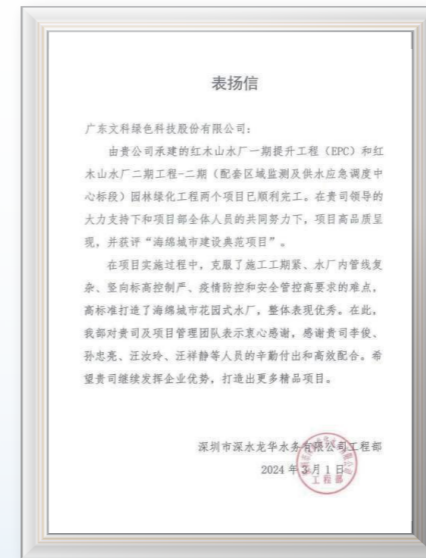 表扬信
广东文科绿色科技股份有限公司：
由贵公司承建的红木山水厂一期提升工程（EPC）和红
木山水厂二期工程-二期（配套区域监测及供水应急调度中
心标段）园林绿化工程两个项目已顺利完工。在贵司领导的
大力支持下和项目部全体人员的共同努力下，项目高品质呈
现，并获评“海绵城市建设典范项目”。
在项目实施过程中，克服了施工工期紧、水厂内管线复
杂、竖向标高控制严、疫情防控和安全管控高要求的难点，
高标准打造了海绵城市花园式水厂，整体表现优秀。在此，
我部对贵司及项目管理团队表示衷心感谢，感谢贵司李俊、
孙忠亮、汪汝玲、汪祥静等人员的辛勤付出和高效配合。希
望贵司继续发挥企业优势，打造出更多精品项目。
深圳市深水龙华水务有限公司工程部
2024年3月1日
工程部